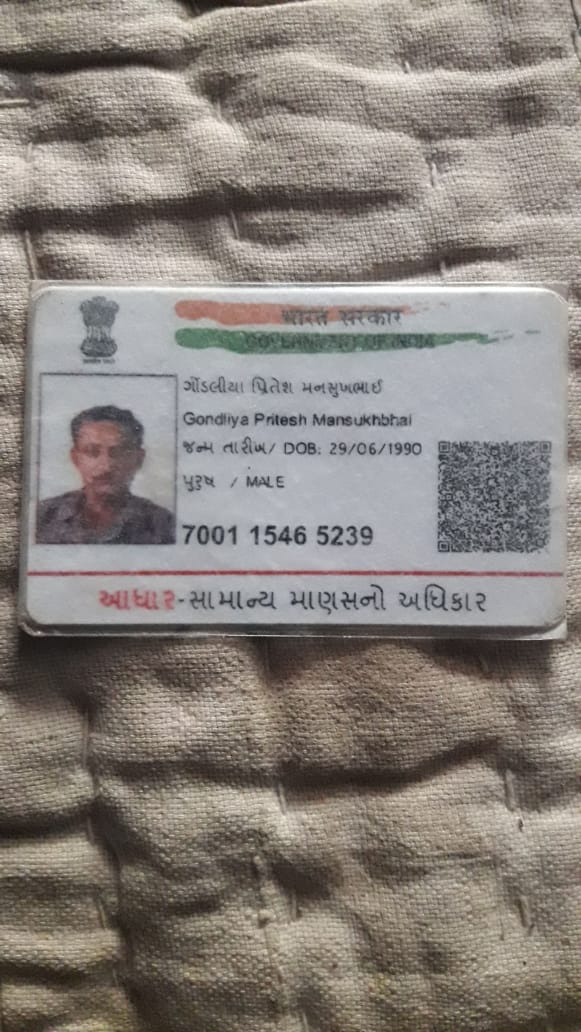 भारत सरकार
GOVERNMENT OF INDIA
ગોંડલીયા પ્રિતેશ મનસુખભાઈ
Gondliya Pritesh Mansukhbhai
જન્મ તારીખ/ DOB: 29/06/1990
પુરુષ / MALE
7001 1546 5239
આધાર-સામાન્ય માણસનો અધિકાર